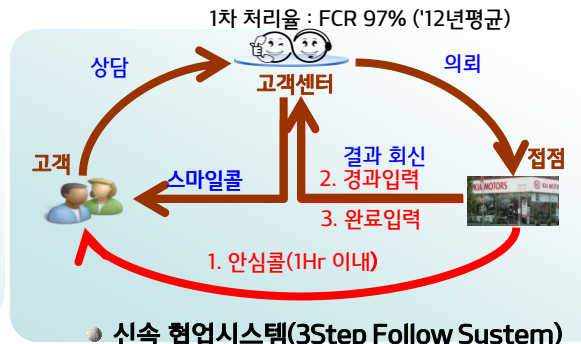 1차 처리율 : FCR 97% ('12년평균)
상담
의뢰
고객센터
고객
접점
결과 회신
스마일콜
2. 경과입력
KIA MOTORS
3. 완료입력
1. 안심콜(1Hr 이내)
신속 협업시스템(3Step Follow Sustem)